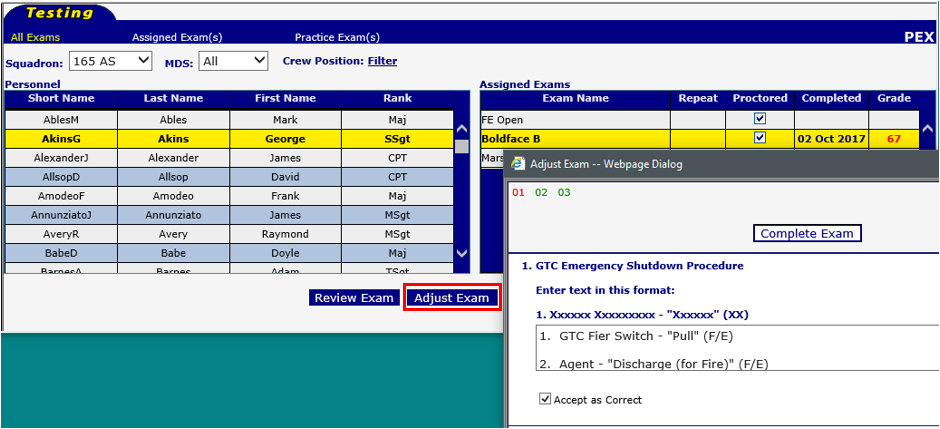 Testing
All Exams Assigned Exam(s) Practice Exam(s) PEX
Squadron: 165 AS MDS: All Crew Position: Filter
Personnel
Short Name Last Name First Name Rank
AblesM Ables Mark Maj
AkinsG Akins George SSgt
AlexanderJ Alexander James CPT
AllsopD Allsop David CPT
AmodeoF Amodeo Frank Maj
AnnunziatoJ Annunziato James MSgt
AveryR Avery Raymond MSgt
BabeD Babe Doyle Maj
BarnesA Barnes Adam TSgt
Review Exam Adjust Exam
Assigned Exams
Exam Name Repeat Proctored Completed Grade
FE Open
Boldface B 02 Oct 2017 67
Mars
Adjust Exam -- Webpage Dialog
01 02 03
Complete Exam
1. GTC Emergency Shutdown Procedure
Enter text in this format:
1. Xxxxxx Xxxxxxxxx - "Xxxxxx" (XX)
1. GTC Fier Switch - "Pull" (F/E)
2. Agent - "Discharge (for Fire)" (F/E)
Accept as Correct